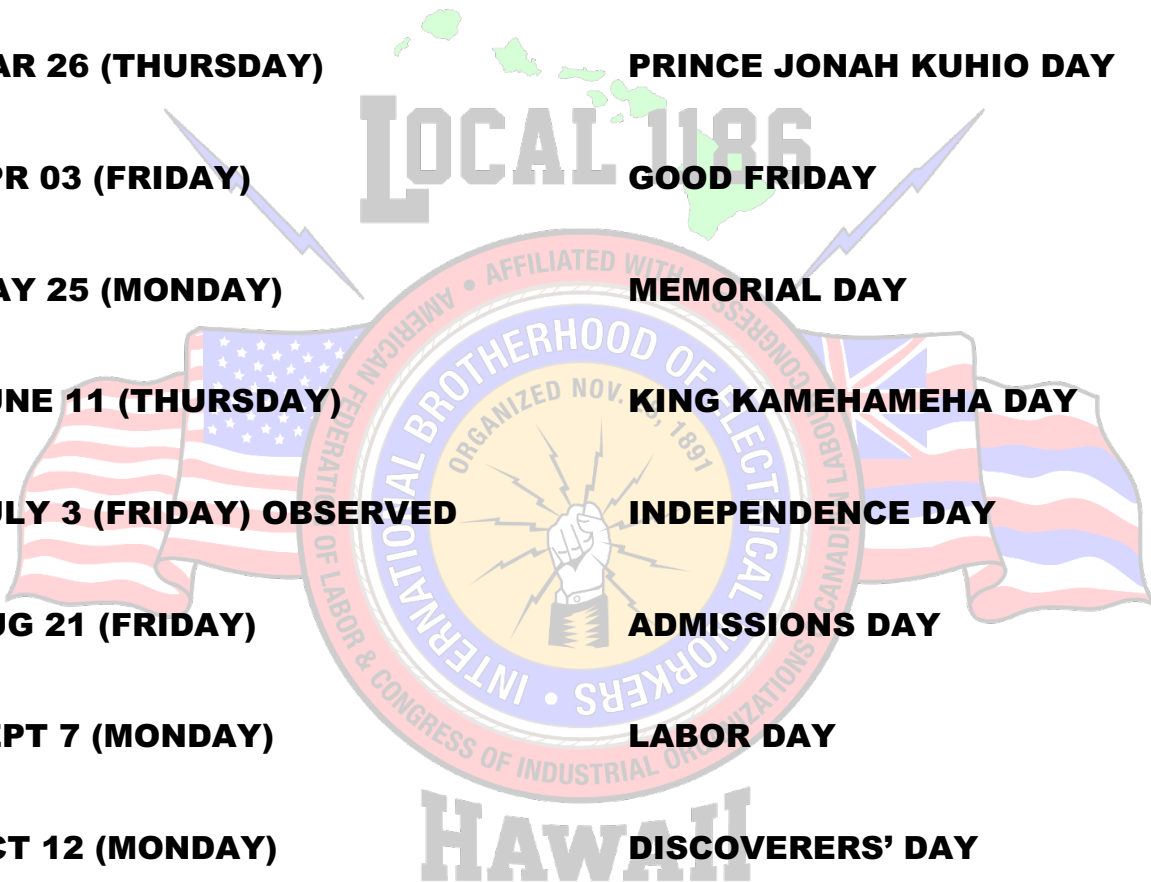 AR 26 (THURSDAY) PRINCE JONAH KUHIO DAY
LOCAL 1186
PR 03 (FRIDAY) GOOD FRIDAY
AY 25 (MONDAY) MEMORIAL DAY
UNE 11 (THURSDAY) KING KAMEHAMEHA DAY
ULY 3 (FRIDAY) OBSERVED INDEPENDENCE DAY
UG 21 (FRIDAY) ADMISSIONS DAY
EPT 7 (MONDAY) LABOR DAY
CT 12 (MONDAY) DISCOVERERS’ DAY
• AFFILIATED WITH
AMERICAN FEDERATION OF LABOR & CONGRESS OF INDUSTRIAL ORGANIZATIONS
CANADIAN LABOUR CONGRESS
INTERNATIONAL BROTHERHOOD OF ELECTRICAL WORKERS •
ORGANIZED NOV. 1891
HAWAII